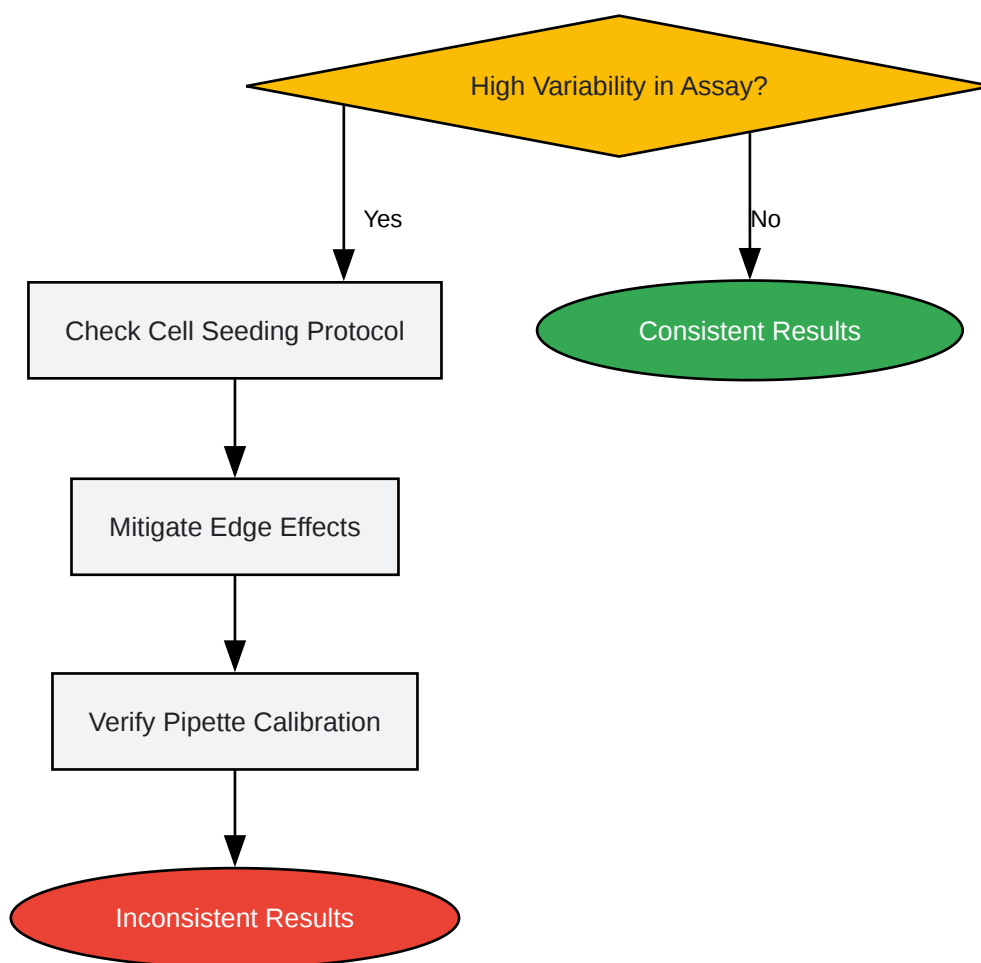 High Variability in Assay?
Yes
No
Check Cell Seeding Protocol
Consistent Results
Mitigate Edge Effects
Verify Pipette Calibration
Inconsistent Results